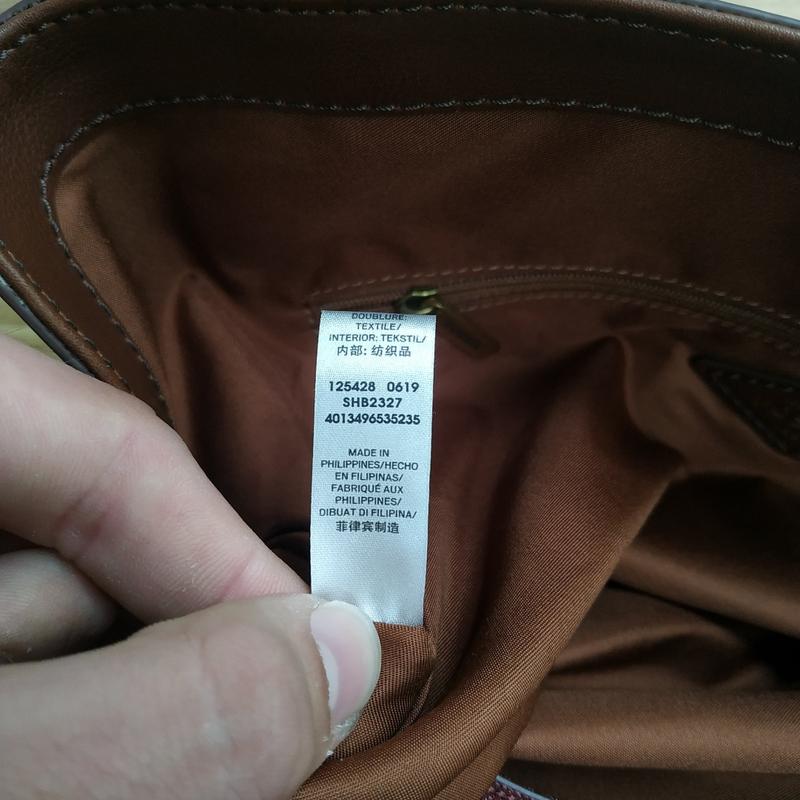 DOUBLURE:
TEXTILE/
INTERIOR: TEKSTIL/
内部: 纺织品
125428 0619
SHB2327
4013496535235
MADE IN
PHILIPPINES/HECHO
EN FILIPINAS/
FABRIQUÉ AUX
PHILIPPINES/
DIBUAT DI FILIPINA/
菲律宾制造